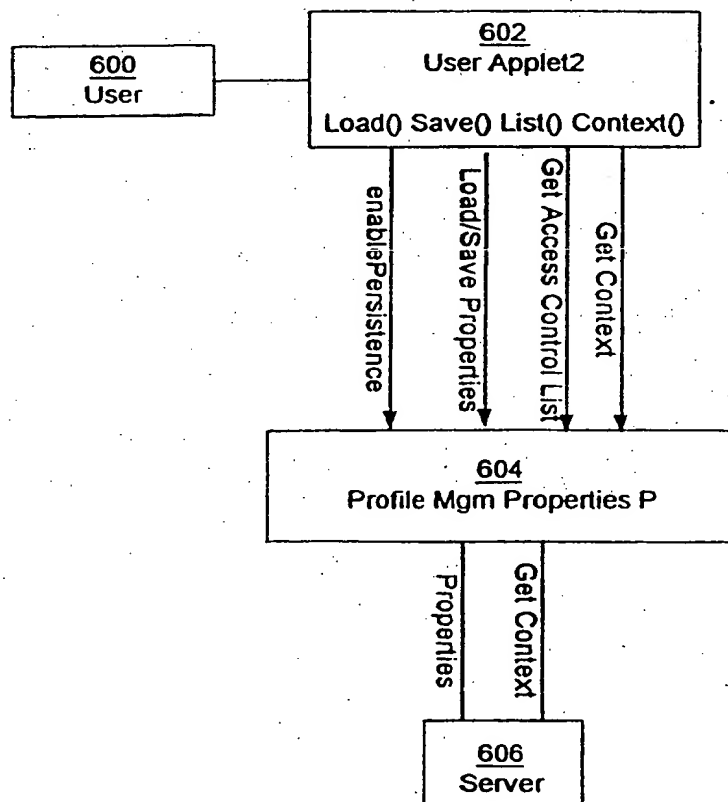 600
User
602
User Applet2
Load() Save() List() Context()
enablePersistence
Load/Save Properties
Get Access Control List
Get Context
604
Profile Mgm Properties P
Properties
Get Context
606
Server